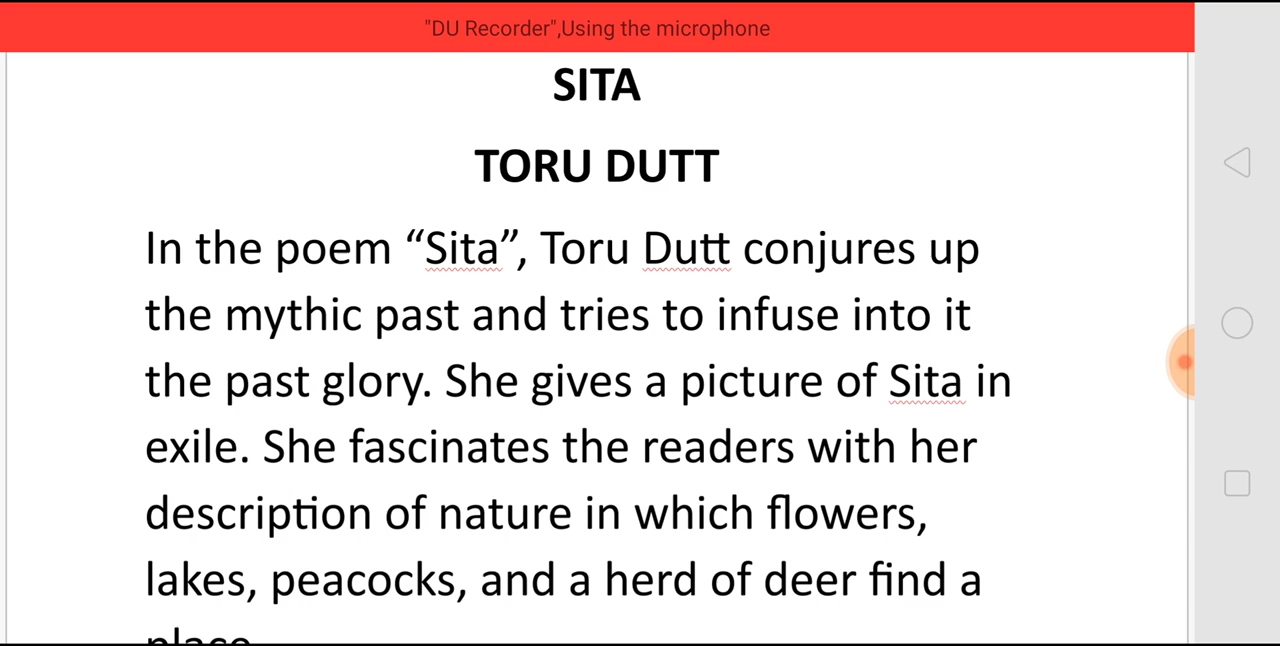 "DU Recorder",Using the microphone
SITA
TORU DUTT
In the poem “Sita”, Toru Dutt conjures up
the mythic past and tries to infuse into it
the past glory. She gives a picture of Sita in
exile. She fascinates the readers with her
description of nature in which flowers,
lakes, peacocks, and a herd of deer find a
place